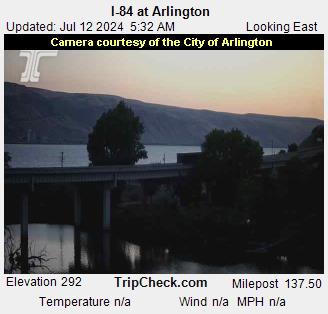 I-84 at Arlington
Updated: Jul 12 2024 5:32 AM Looking East
Camera courtesy of the City of Arlington
Elevation 292 TripCheck.com Milepost 137.50
Temperature n/a Wind n/a MPH n/a